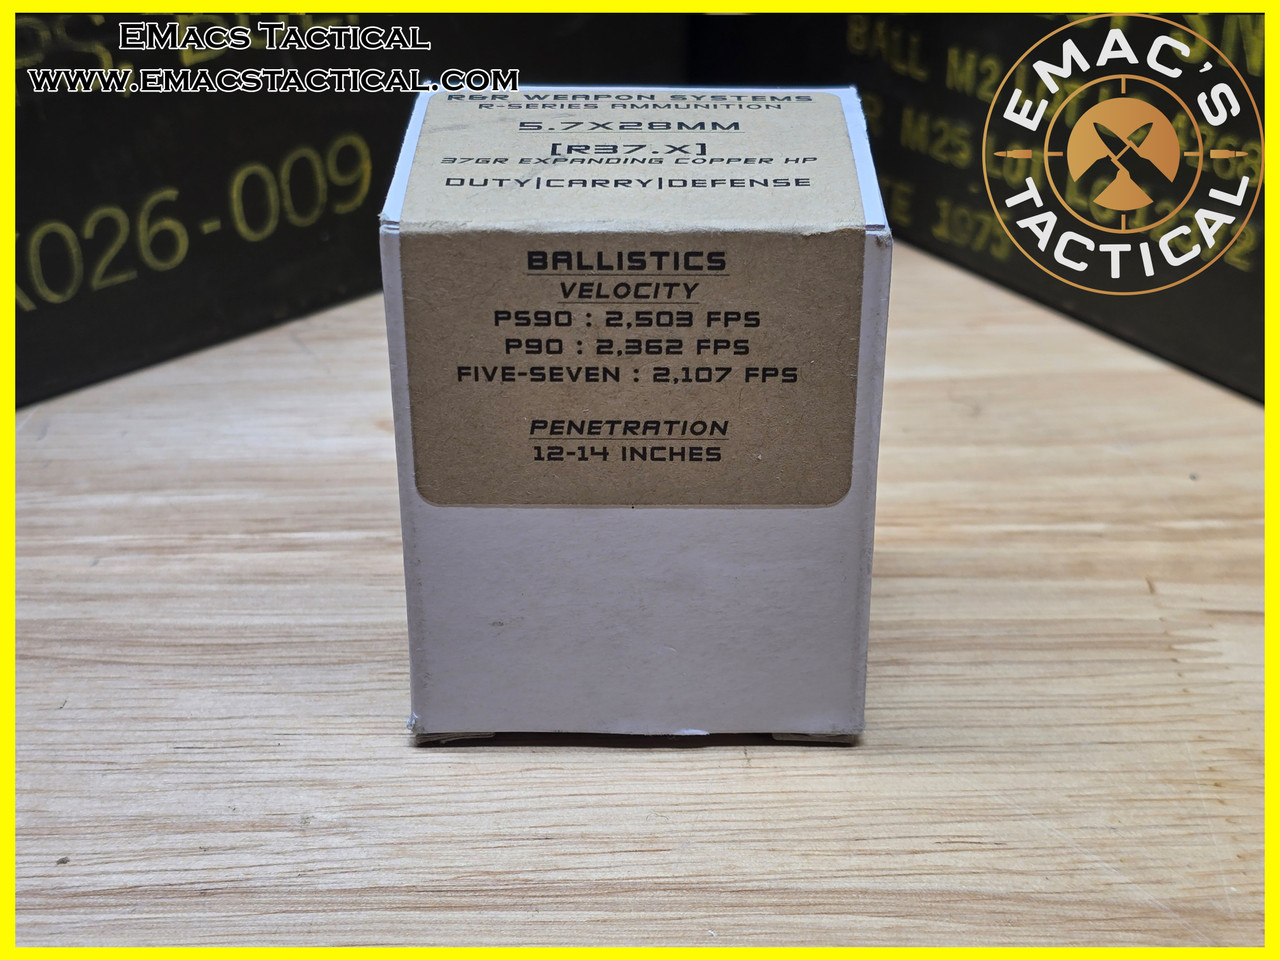 EMacs Tactical
www.emacstactical.com
EMAC'S
TACTICAL
R&R WEAPON SYSTEMS
R-SERIES AMMUNITION
5.7X28MM
[R37.X]
37GR EXPANDING COPPER HP
DUTY|CARRY|DEFENSE
BALLISTICS
VELOCITY
PS90 : 2,503 FPS
P90 : 2,362 FPS
FIVE-SEVEN : 2,107 FPS
PENETRATION
12-14 INCHES
026-009
BALL M2
M25